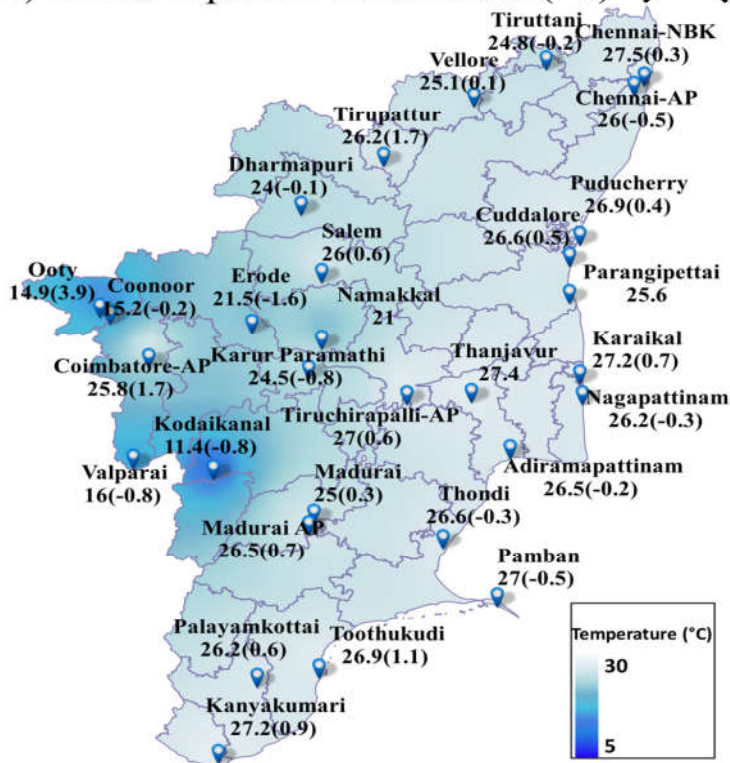 Tiruttani
24.8(-0.2)
Chennai-NBK
27.5(0.3)
Vellore
25.1(0.1)
Chennai-AP
26(-0.5)
Tirupattur
26.2(1.7)
Dharmapuri
24(-0.1)
Puducherry
26.9(0.4)
Cuddalore
26.6(0.5)
Salem
26(0.6)
Ooty
14.9(3.9)
Coonoor
15.2(-0.2)
Erode
21.5(-1.6)
Namakkal
21
Parangipettai
25.6
Karaikal
27.2(0.7)
Coimbatore-AP
25.8(1.7)
Karur Paramathi
24.5(-0.8)
Thanjavur
27.4
Nagapattinam
26.2(-0.3)
Kodaikanal
11.4(-0.8)
Tiruchirapalli-AP
27(0.6)
Valparai
16(-0.8)
Madurai
25(0.3)
Adiramapattinam
26.5(-0.2)
Thondi
26.6(-0.3)
Madurai AP
26.5(0.7)
Pamban
27(-0.5)
Palayamkottai
26.2(0.6)
Toothukudi
26.9(1.1)
Kanyakumari
27.2(0.9)
Temperature (°C)
30
5